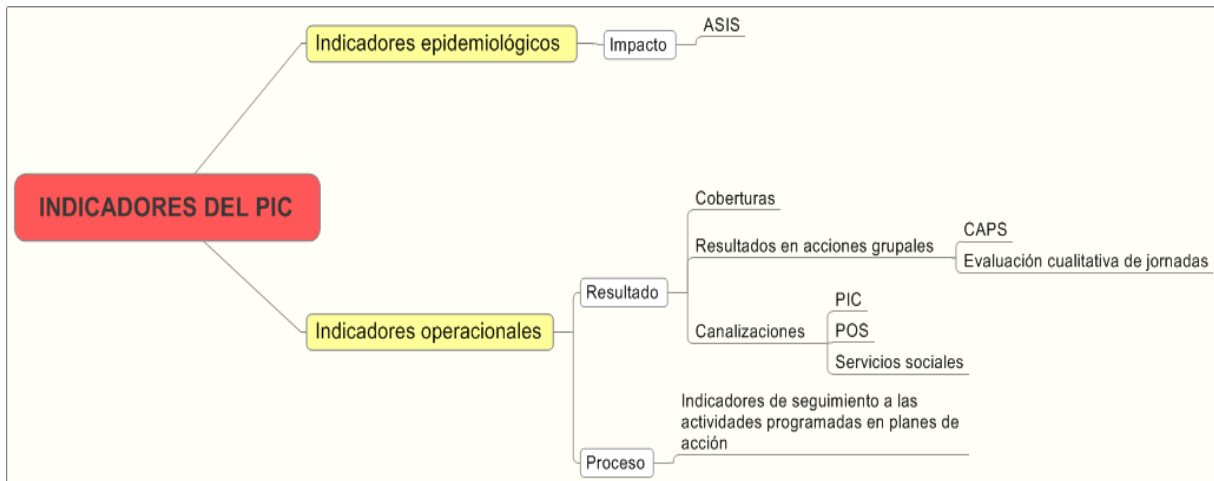 ASIS
Indicadores epidemiológicos
Impacto
INDICADORES DEL PIC
Coberturas
CAPS
Resultados en acciones grupales
Evaluación cualitativa de jornadas
Resultado
PIC
Indicadores operacionales
Canalizaciones
POS
Servicios sociales
Indicadores de seguimiento a las
actividades programadas en planes de
acción
Proceso